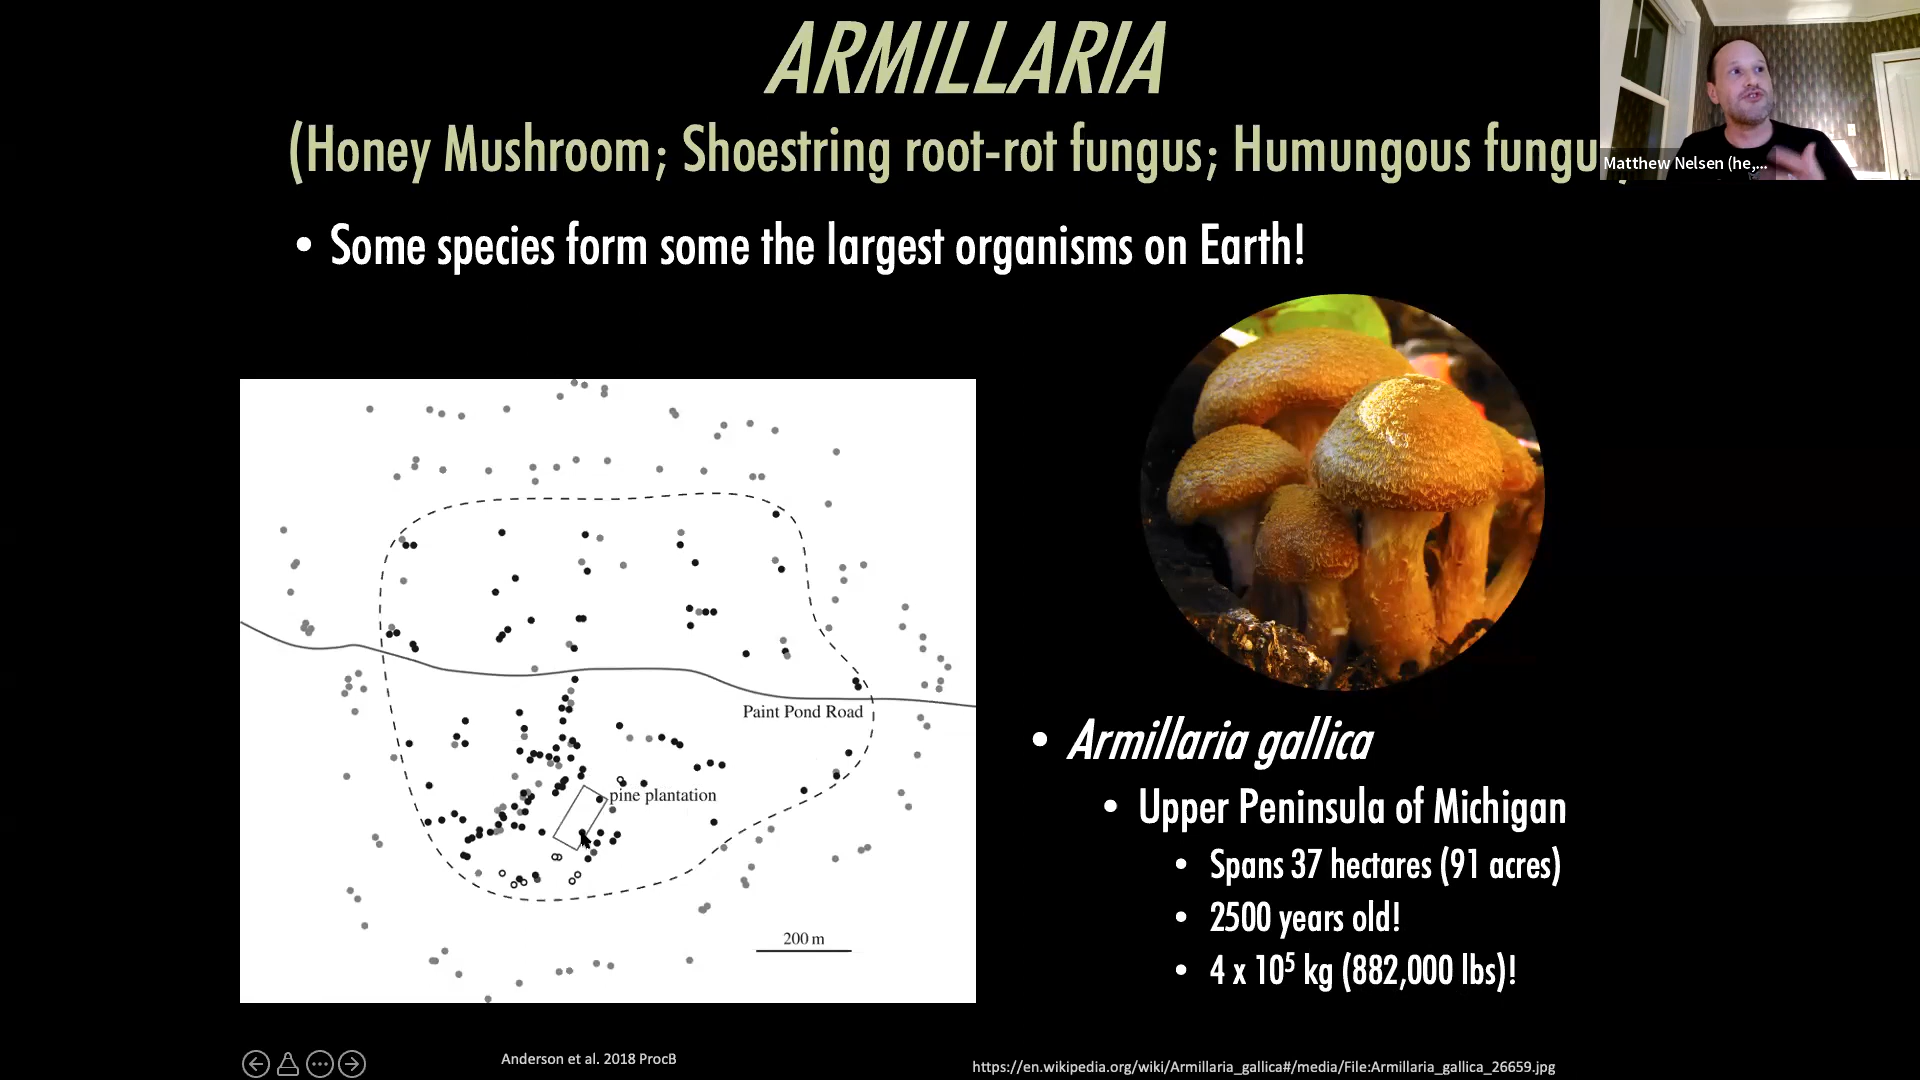 ARMILLARIA
(Honey Mushroom; Shoestring root-rot fungus; Humungous fungu
Matthew Nelsen (he,...
• Some species form some the largest organisms on Earth!
Paint Pond Road
pine plantation
200 m
• Armillaria gallica
• Upper Peninsula of Michigan
• Spans 37 hectares (91 acres)
• 2500 years old!
• 4 x 10⁵ kg (882,000 lbs)!
Anderson et al. 2018 ProcB
https://en.wikipedia.org/wiki/Armillaria_gallica#/media/File:Armillaria_gallica_26659.jpg